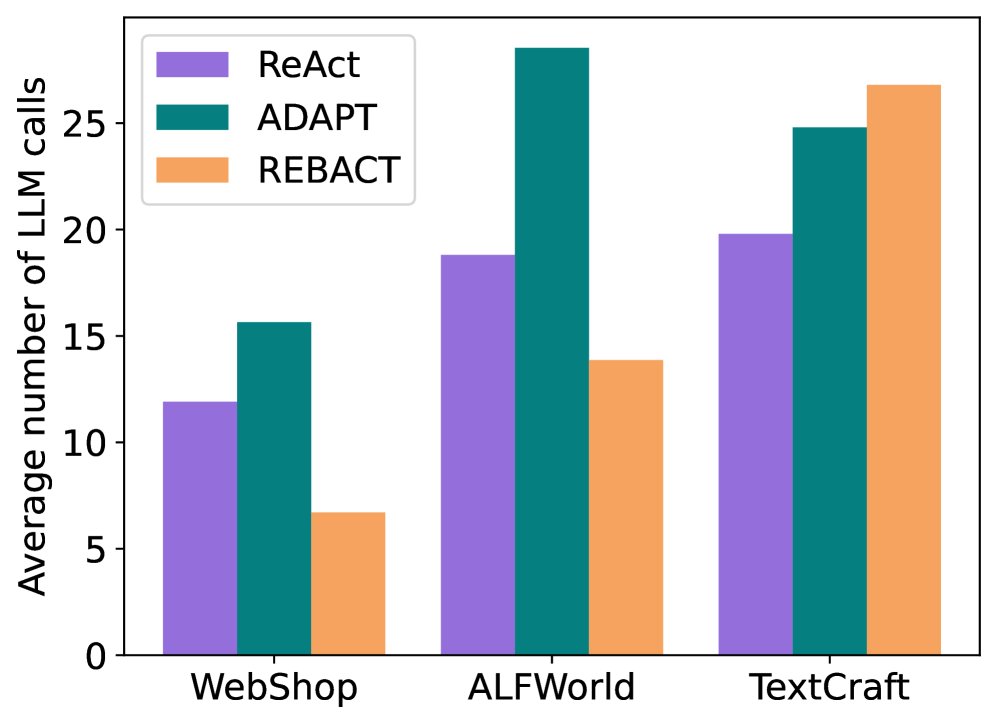 Average number of LLM calls
25
20
15
10
5
0
ReAct
ADAPT
REBACT
WebShop
ALFWorld
TextCraft